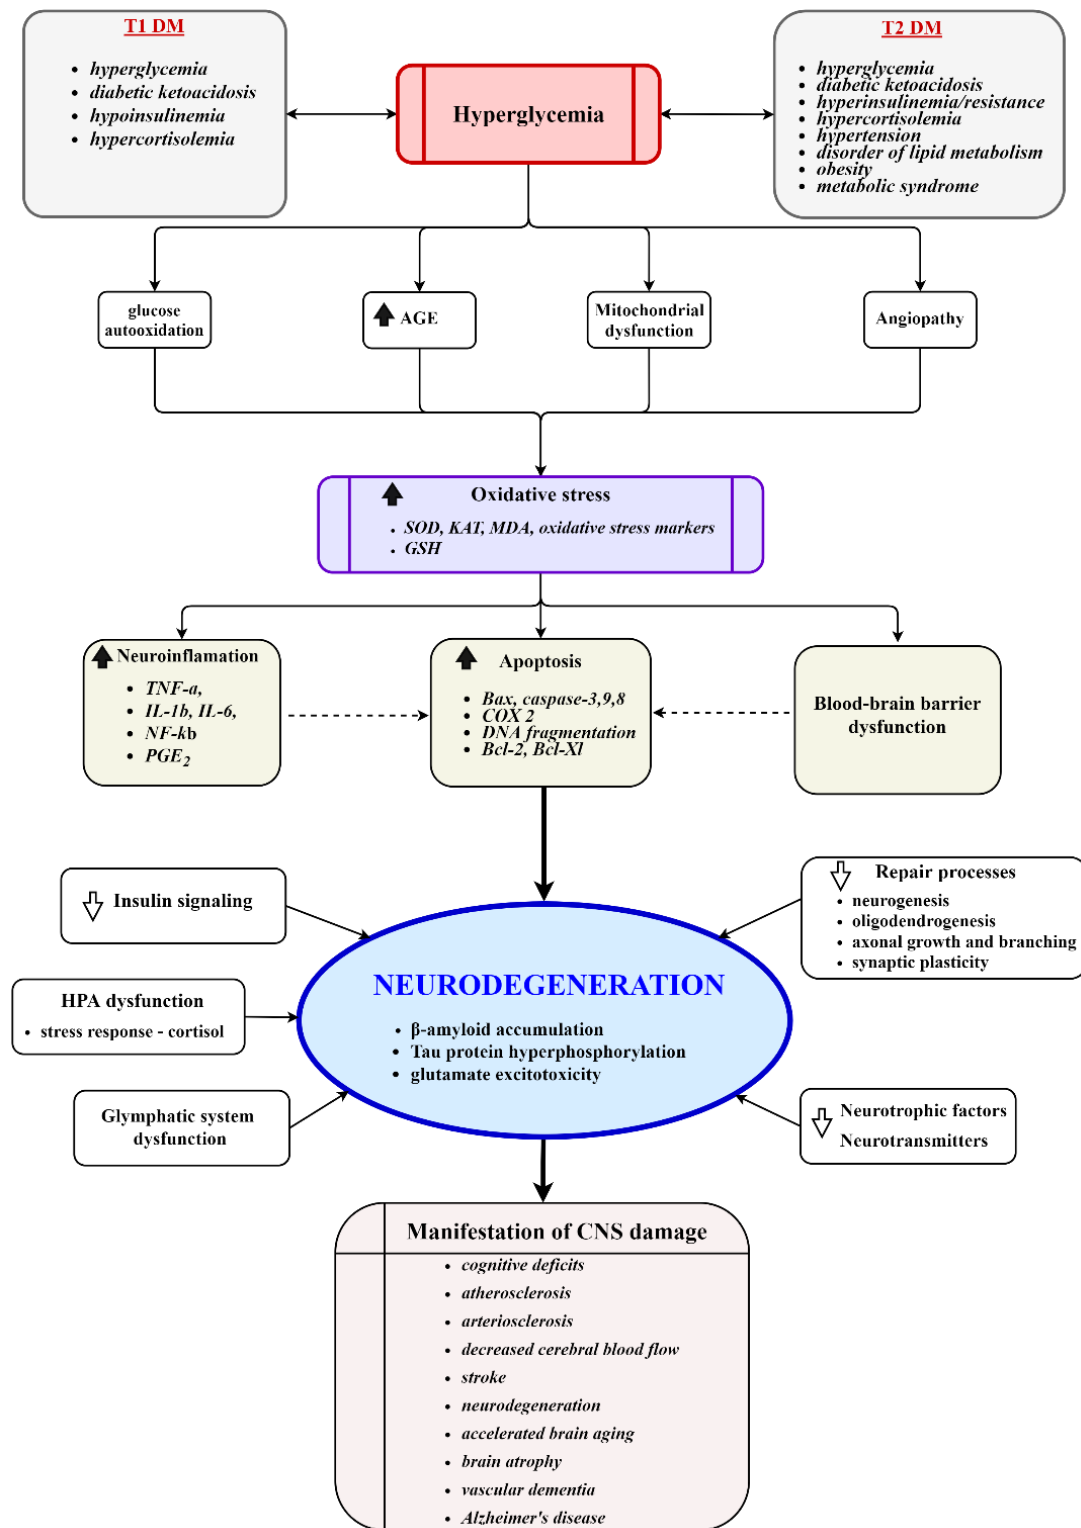 T1 DM
• hyperglycemia
• diabetic ketoacidosis
• hypoinsulinemia
• hypercortisolemia
Hyperglycemia
T2 DM
• hyperglycemia
• diabetic ketoacidosis
• hyperinsulinemia/resistance
• hypercortisolemia
• hypertension
• disorder of lipid metabolism
• obesity
• metabolic syndrome
glucose
autooxidation
AGE
Mitochondrial
dysfunction
Angiopathy
Oxidative stress
• SOD, KAT, MDA, oxidative stress markers
• GSH
Neuroinflamation
• TNF-a,
• IL-1b, IL-6,
• NF-kb
• PGE2
Apoptosis
• Bax, caspase-3,9,8
• COX 2
• DNA fragmentation
• Bcl-2, Bcl-Xl
Blood-brain barrier
dysfunction
Insulin signaling
Repair processes
• neurogenesis
• oligodendrogenesis
• axonal growth and branching
• synaptic plasticity
HPA dysfunction
• stress response - cortisol
NEURODEGENERATION
• β-amyloid accumulation
• Tau protein hyperphosphorylation
• glutamate excitotoxicity
Glymphatic system
dysfunction
Neurotrophic factors
Neurotransmitters
Manifestation of CNS damage
• cognitive deficits
• atherosclerosis
• arteriosclerosis
• decreased cerebral blood flow
• stroke
• neurodegeneration
• accelerated brain aging
• brain atrophy
• vascular dementia
• Alzheimer's disease